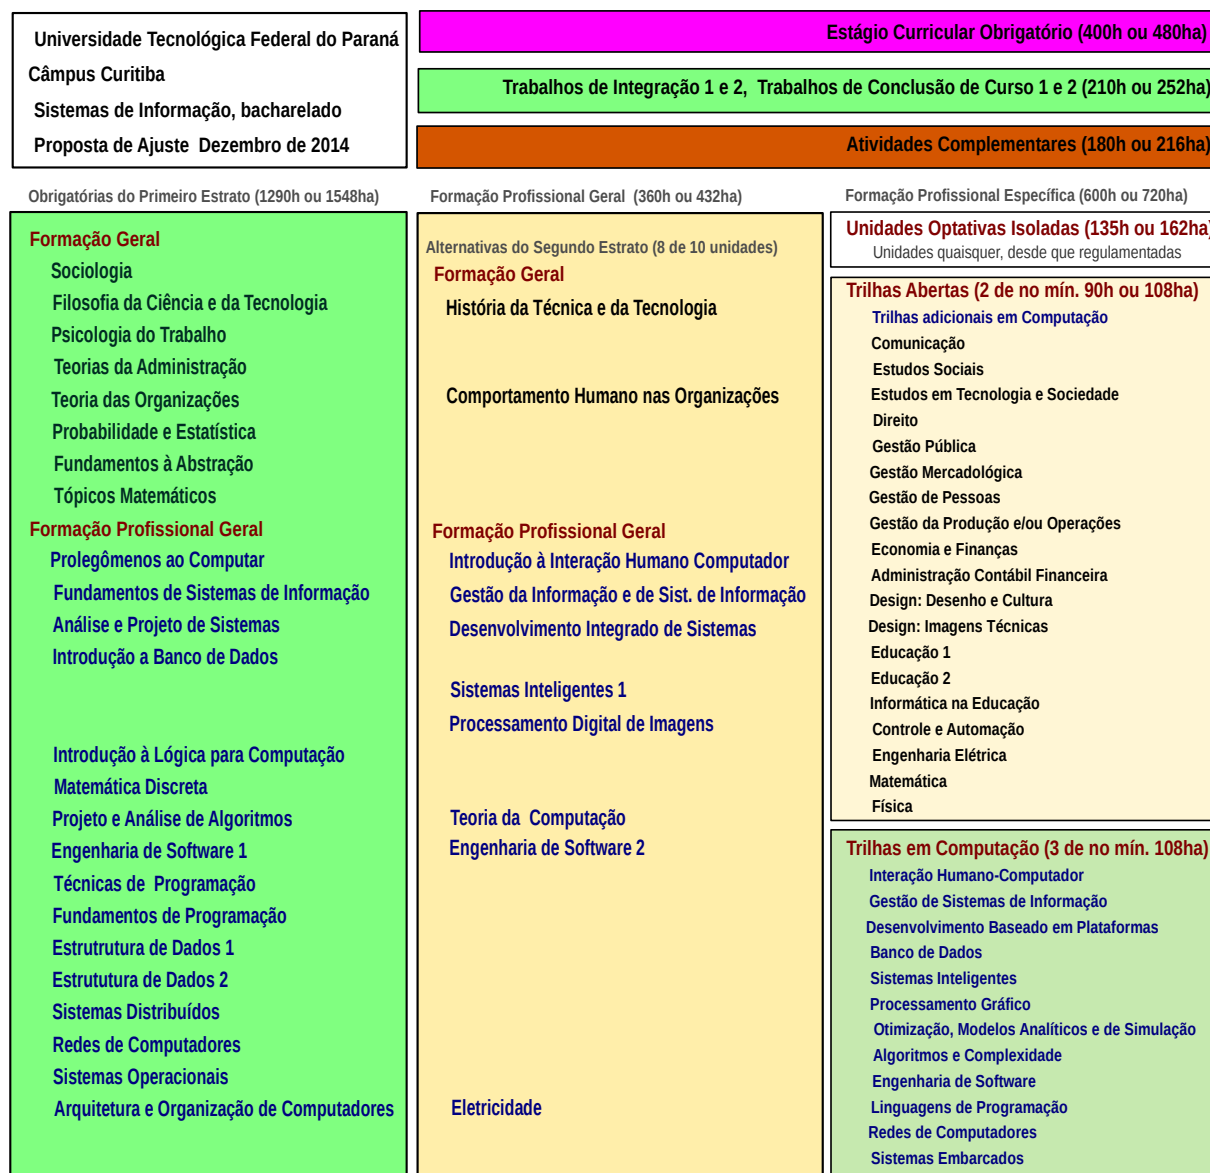 Universidade Tecnológica Federal do Paraná
Câmpus Curitiba
Sistemas de Informação, bacharelado
Proposta de Ajuste Dezembro de 2014
Estágio Curricular Obrigatório (400h ou 480ha)
Trabalhos de Integração 1 e 2, Trabalhos de Conclusão de Curso 1 e 2 (210h ou 252ha)
Atividades Complementares (180h ou 216ha)
Obrigatórias do Primeiro Estrato (1290h ou 1548ha)
Formação Geral
Sociologia
Filosofia da Ciência e da Tecnologia
Psicologia do Trabalho
Teorias da Administração
Teoria das Organizações
Probabilidade e Estatística
Fundamentos à Abstração
Tópicos Matemáticos
Formação Profissional Geral
Prolegômenos ao Computar
Fundamentos de Sistemas de Informação
Análise e Projeto de Sistemas
Introdução a Banco de Dados
Introdução à Lógica para Computação
Matemática Discreta
Projeto e Análise de Algoritmos
Engenharia de Software 1
Técnicas de Programação
Fundamentos de Programação
Estrutrutura de Dados 1
Estrututura de Dados 2
Sistemas Distribuídos
Redes de Computadores
Sistemas Operacionais
Arquitetura e Organização de Computadores
Formação Profissional Geral (360h ou 432ha)
Alternativas do Segundo Estrato (8 de 10 unidades)
Formação Geral
História da Técnica e da Tecnologia
Comportamento Humano nas Organizações
Formação Profissional Geral
Introdução à Interação Humano Computador
Gestão da Informação e de Sist. de Informação
Desenvolvimento Integrado de Sistemas
Sistemas Inteligentes 1
Processamento Digital de Imagens
Teoria da Computação
Engenharia de Software 2
Eletricidade
Formação Profissional Específica (600h ou 720ha)
Unidades Optativas Isoladas (135h ou 162ha)
Unidades quaisquer, desde que regulamentadas
Trilhas Abertas (2 de no mín. 90h ou 108ha)
Trilhas adicionais em Computação
Comunicação
Estudos Sociais
Estudos em Tecnologia e Sociedade
Direito
Gestão Pública
Gestão Mercadológica
Gestão de Pessoas
Gestão da Produção e/ou Operações
Economia e Finanças
Administração Contábil Financeira
Design: Desenho e Cultura
Design: Imagens Técnicas
Educação 1
Educação 2
Informática na Educação
Controle e Automação
Engenharia Elétrica
Matemática
Física
Trilhas em Computação (3 de no mín. 108ha)
Interação Humano-Computador
Gestão de Sistemas de Informação
Desenvolvimento Baseado em Plataformas
Banco de Dados
Sistemas Inteligentes
Processamento Gráfico
Otimização, Modelos Analíticos e de Simulação
Algoritmos e Complexidade
Engenharia de Software
Linguagens de Programação
Redes de Computadores
Sistemas Embarcados